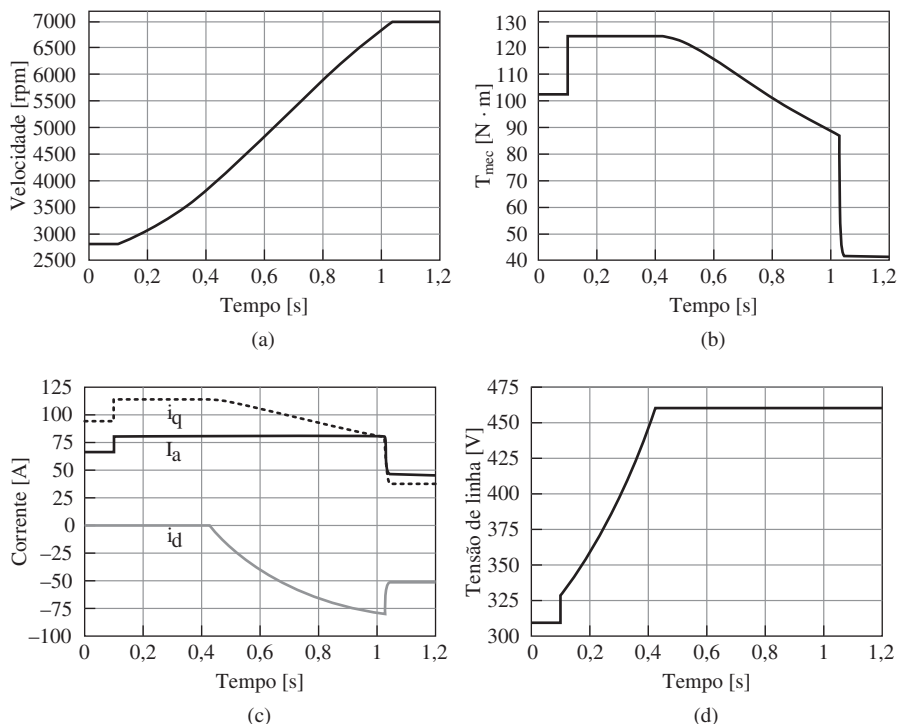 7000
6500
6000
5500
5000
4500
4000
3500
3000
2500
Velocidade [rpm]
0 0,2 0,4 0,6 0,8 1 1,2
Tempo [s]
(a)
130
120
110
100
90
80
70
60
50
40
Tmec [N · m]
0 0,2 0,4 0,6 0,8 1 1,2
Tempo [s]
(b)
125
100
75
50
25
0
−25
−50
−75
−100
Corrente [A]
iq
Ia
id
0 0,2 0,4 0,6 0,8 1 1,2
Tempo [s]
(c)
475
450
425
400
375
350
325
300
Tensão de linha [V]
0 0,2 0,4 0,6 0,8 1 1,2
Tempo [s]
(d)